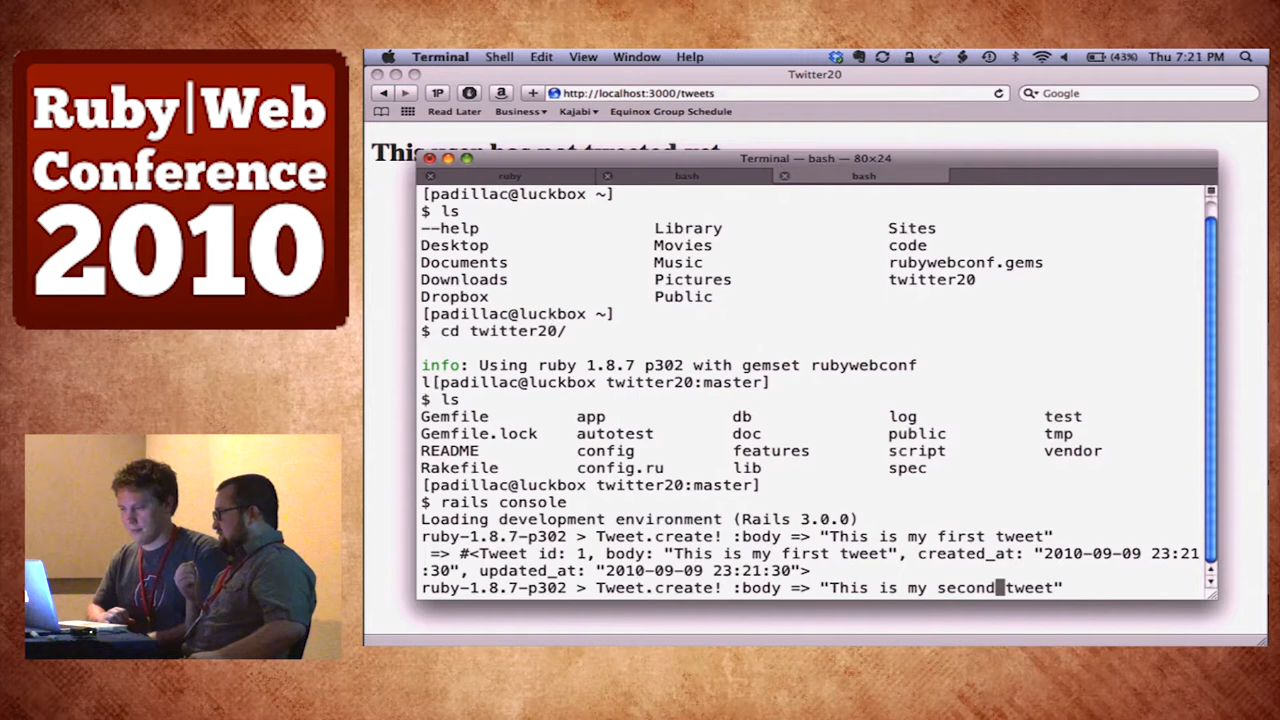 Ruby|Web
Conference
2010
Terminal Shell Edit View Window Help (43%) Thu 7:21 PM
Twitter20
1P http://localhost:3000/tweets Google
Read Later Business Kajabi Equinox Group Schedule
This user has not tweeted yet
Terminal — bash — 80×24
ruby bash bash
[padillac@luckbox ~]
$ ls
--help Library Sites
Desktop Movies code
Documents Music rubywebconf.gems
Downloads Pictures twitter20
Dropbox Public
[padillac@luckbox ~]
$ cd twitter20/
info: Using ruby 1.8.7 p302 with gemset rubywebconf
l[padillac@luckbox twitter20:master]
$ ls
Gemfile app db log test
Gemfile.lock autotest doc public tmp
README config features script vendor
Rakefile config.ru lib spec
[padillac@luckbox twitter20:master]
$ rails console
Loading development environment (Rails 3.0.0)
ruby-1.8.7-p302 > Tweet.create! :body => "This is my first tweet"
=> #<Tweet id: 1, body: "This is my first tweet", created_at: "2010-09-09 23:21
:30", updated_at: "2010-09-09 23:21:30">
ruby-1.8.7-p302 > Tweet.create! :body => "This is my second tweet"